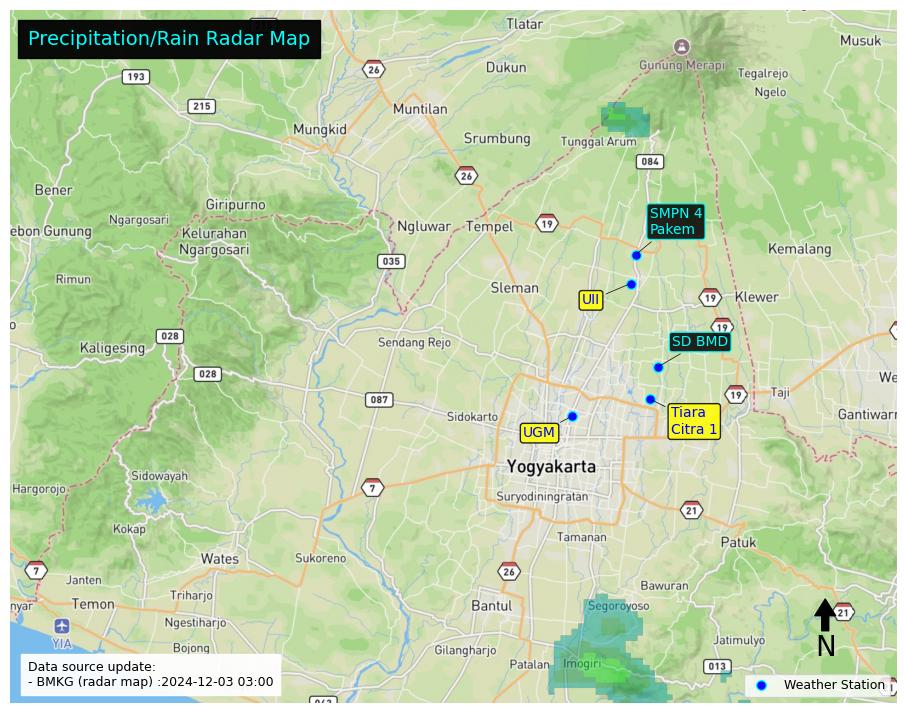 Precipitation/Rain Radar Map
Tlatar
Musuk
26
Dukun
Gunung Merapi
Tegalrejo
193
Ngelo
215
Muntilan
Mungkid
Srumbung
Tunggal Arum
084
26
Bener
Giripurno
SMPN 4
Pakem
Ngargosari
ebon Gunung
Kelurahan
Ngargosari
Ngluwar
Tempel
19
Kemalang
035
Rimun
Sleman
UII
19
Klewer
19
028
Kaligesing
Sendang Rejo
SD BMD
028
087
19
Taji
We
Sidokarto
Tiara
Citra 1
Gantiwarn
UGM
Yogyakarta
Sidowayah
7
Hargorojo
Suryodiningratan
21
Kokap
Tamanan
Patuk
Wates
Sukoreno
7
26
Janten
Bawuran
Triharjo
nyar
Temon
Bantul
Segoroyoso
21
Ngestiharjo
YIA
N
Jatimulyo
Bojong
Gilangharjo
Patalan
Imogiri
013
Data source update:
- BMKG (radar map) :2024-12-03 03:00
Weather Station